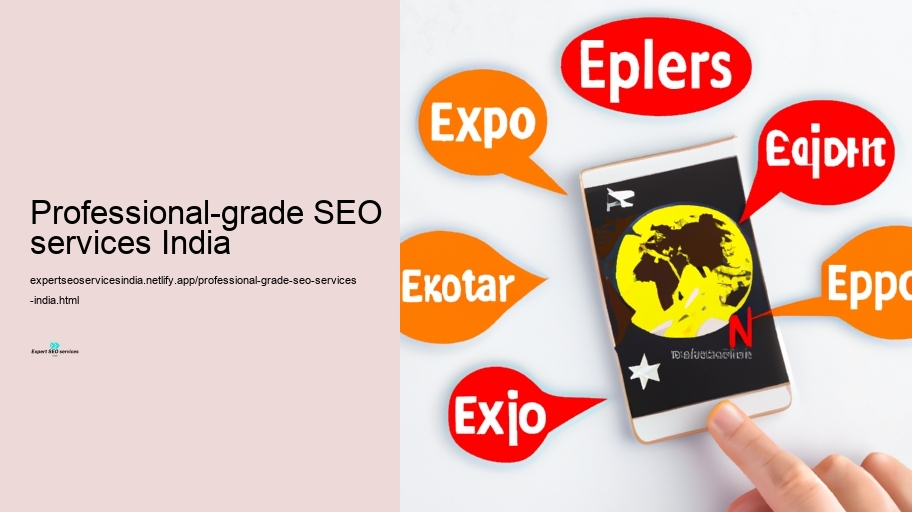 Professional-grade SEO
services India
expertseoservicesindia.netlify.app/professional-grade-seo-services
-india.html
Expert SEO services
Eplers
Expo
Ekotar
Eppo
Exjo
N